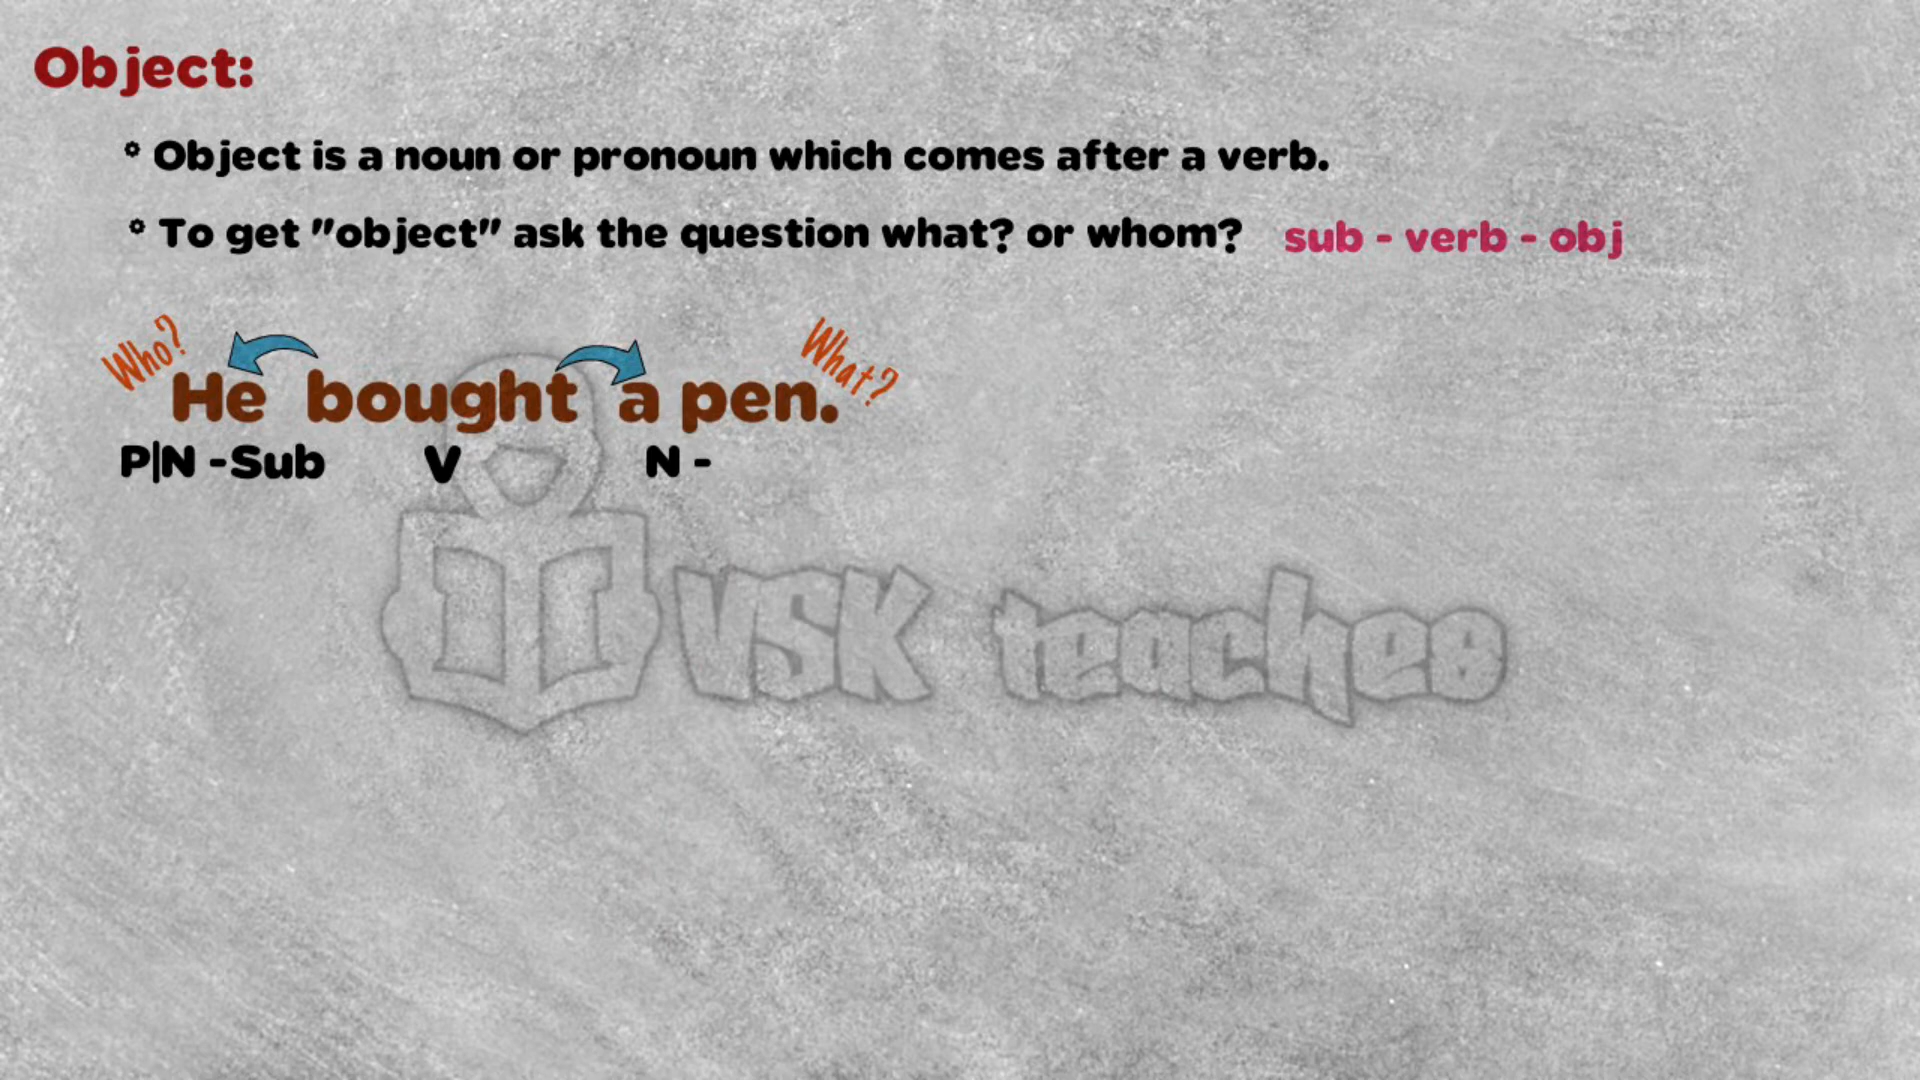 Object:
* Object is a noun or pronoun which comes after a verb.
* To get "object" ask the question what? or whom? sub - verb - obj
Who? What?
He bought a pen.
P|N -Sub V N -
VSK teaches